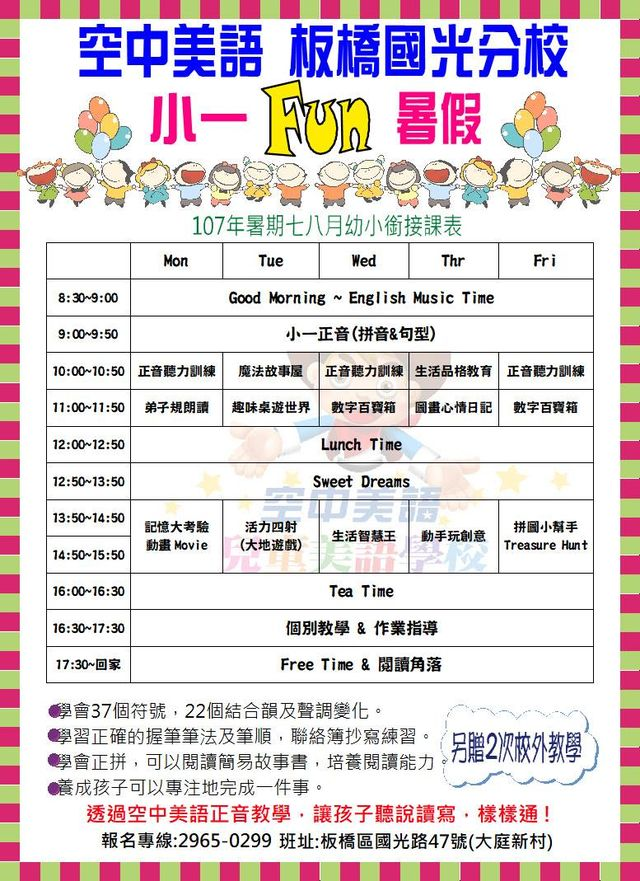 空中美語 板橋國光分校
小一 Fun 暑假
107年暑期七八月幼小銜接課表
Mon Tue Wed Thr Fri
8:30~9:00 Good Morning ~ English Music Time
9:00~9:50 小一正音(拼音&句型)
10:00~10:50 正音聽力訓練 魔法故事屋 正音聽力訓練 生活品格教育 正音聽力訓練
11:00~11:50 弟子規朗讀 趣味桌遊世界 數字百寶箱 圖畫心情日記 數字百寶箱
12:00~12:50 Lunch Time
12:50~13:50 Sweet Dreams
空中美語
兒童美語學校
13:50~14:50
14:50~15:50
記憶大考驗
動畫 Movie
活力四射
(大地遊戲)
生活智慧王
動手玩創意
拼圖小幫手
Treasure Hunt
16:00~16:30 Tea Time
16:30~17:30 個別教學 & 作業指導
17:30~回家 Free Time & 閱讀角落
學會37個符號，22個結合韻及聲調變化。
學習正確的握筆筆法及筆順，聯絡簿抄寫練習。
學會正拼，可以閱讀簡易故事書，培養閱讀能力。
養成孩子可以專注地完成一件事。
另贈2次校外教學
透過空中美語正音教學，讓孩子聽說讀寫，樣樣通！
報名專線:2965-0299 班址:板橋區國光路47號(大庭新村)